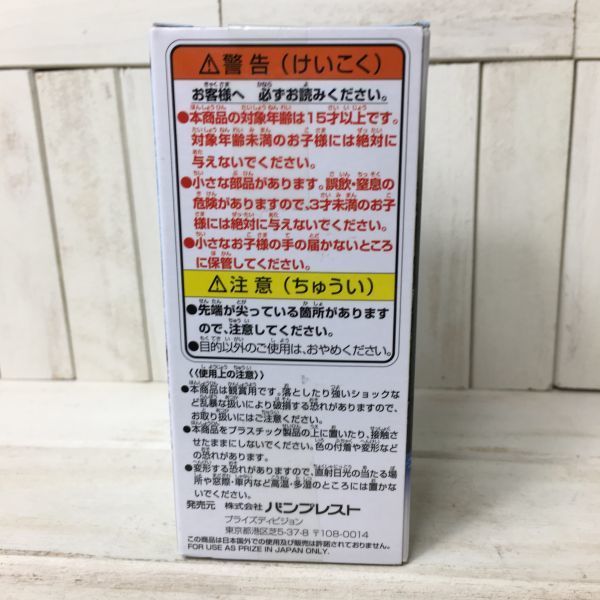 ⚠警告（けいこく）
お客様へ 必ずお読みください。
●本商品の対象年齢は15才以上です。
対象年齢未満のお子様には絶対に
与えないでください。
●小さな部品があります。誤飲・窒息の
危険がありますので、3才未満のお子
様には絶対に与えないでください。
●小さなお子様の手の届かないところ
に保管してください。
⚠注意（ちゅうい）
●先端が尖っている箇所があります
ので、注意してください。
●目的以外のご使用は、おやめください。
《使用上の注意》
●本商品は観賞用です。落としたり強いショックな
ど乱暴な扱いにより破損する恐れがありますので、
お取り扱いにはご注意ください。
●本商品をプラスチック製品の上に置いたり、接触さ
せたままにしないでください。色の付着や変形など
の恐れがあります。
●変形する恐れがありますので、直射日光の当たる場
所や窓際・車内など高温・多湿のところには置かな
いでください。
発売元 株式会社 バンプレスト
プライズディビジョン
東京都港区芝5-37-8 〒108-0014
この商品は日本国外での使用及び販売は許諾されておりません。
FOR USE AS PRIZE IN JAPAN ONLY.